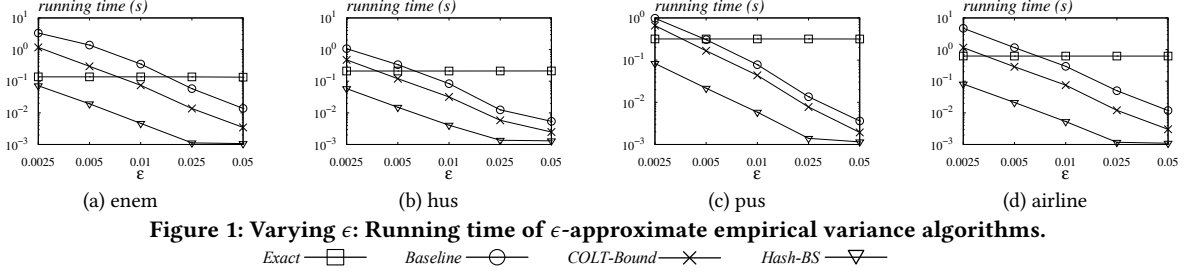 running time (s)
10^1
10^0
10^-1
10^-2
10^-3
0.0025 0.005 0.01 0.025 0.05
ε
(a) enem
running time (s)
10^1
10^0
10^-1
10^-2
10^-3
0.0025 0.005 0.01 0.025 0.05
ε
(b) hus
running time (s)
10^0
10^-1
10^-2
10^-3
0.0025 0.005 0.01 0.025 0.05
ε
(c) pus
running time (s)
10^1
10^0
10^-1
10^-2
10^-3
0.0025 0.005 0.01 0.025 0.05
ε
(d) airline
Figure 1: Varying ϵ: Running time of ϵ-approximate empirical variance algorithms.
Exact Baseline COLT-Bound Hash-BS